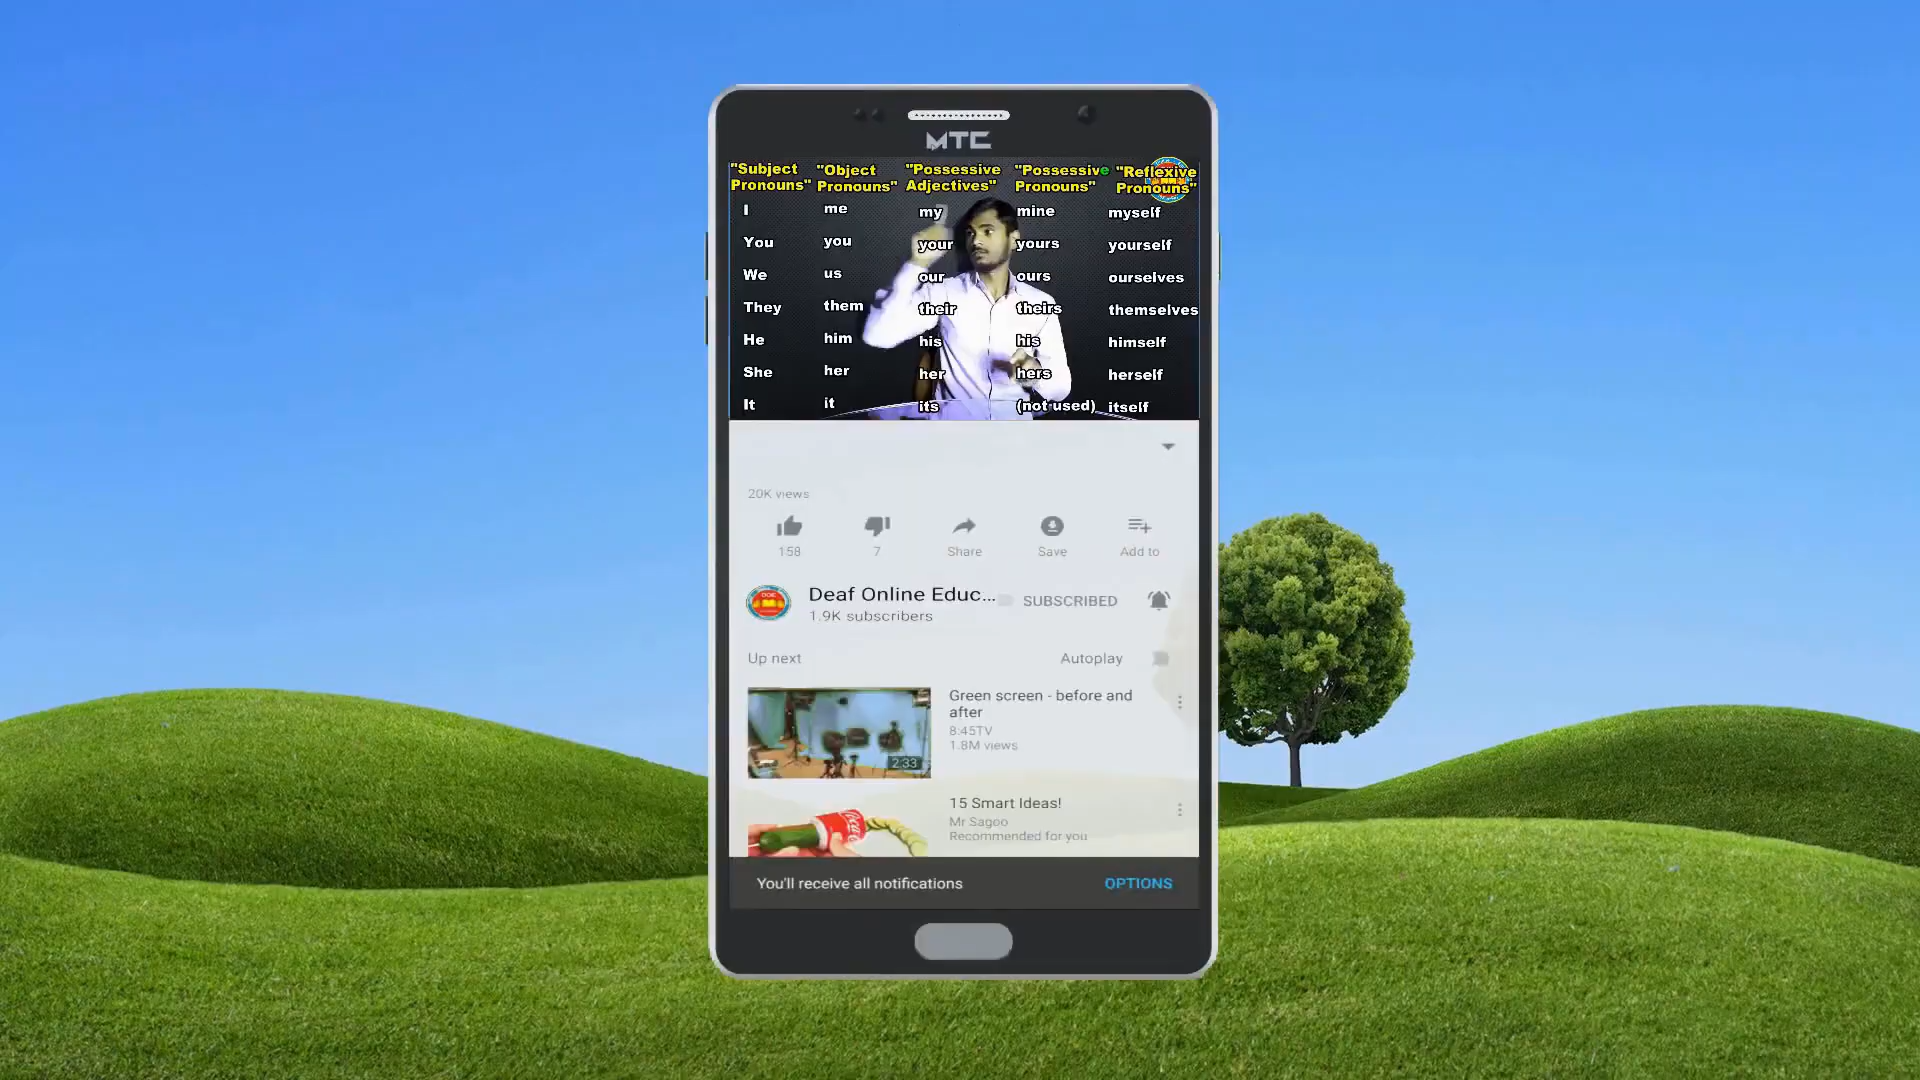 MTC
"Subject Pronouns" "Object Pronouns" "Possessive Adjectives" "Possessive Pronouns" "Reflexive Pronouns"
I me my mine myself
You you your yours yourself
We us our ours ourselves
They them their theirs themselves
He him his his himself
She her her hers herself
It it its (not used) itself
20K views
158 7 Share Save Add to
Deaf Online Educ... SUBSCRIBED
1.9K subscribers
Up next Autoplay
Green screen - before and
after
8:45TV
1.8M views
2:33
15 Smart Ideas!
Mr Sagoo
Recommended for you
You'll receive all notifications OPTIONS